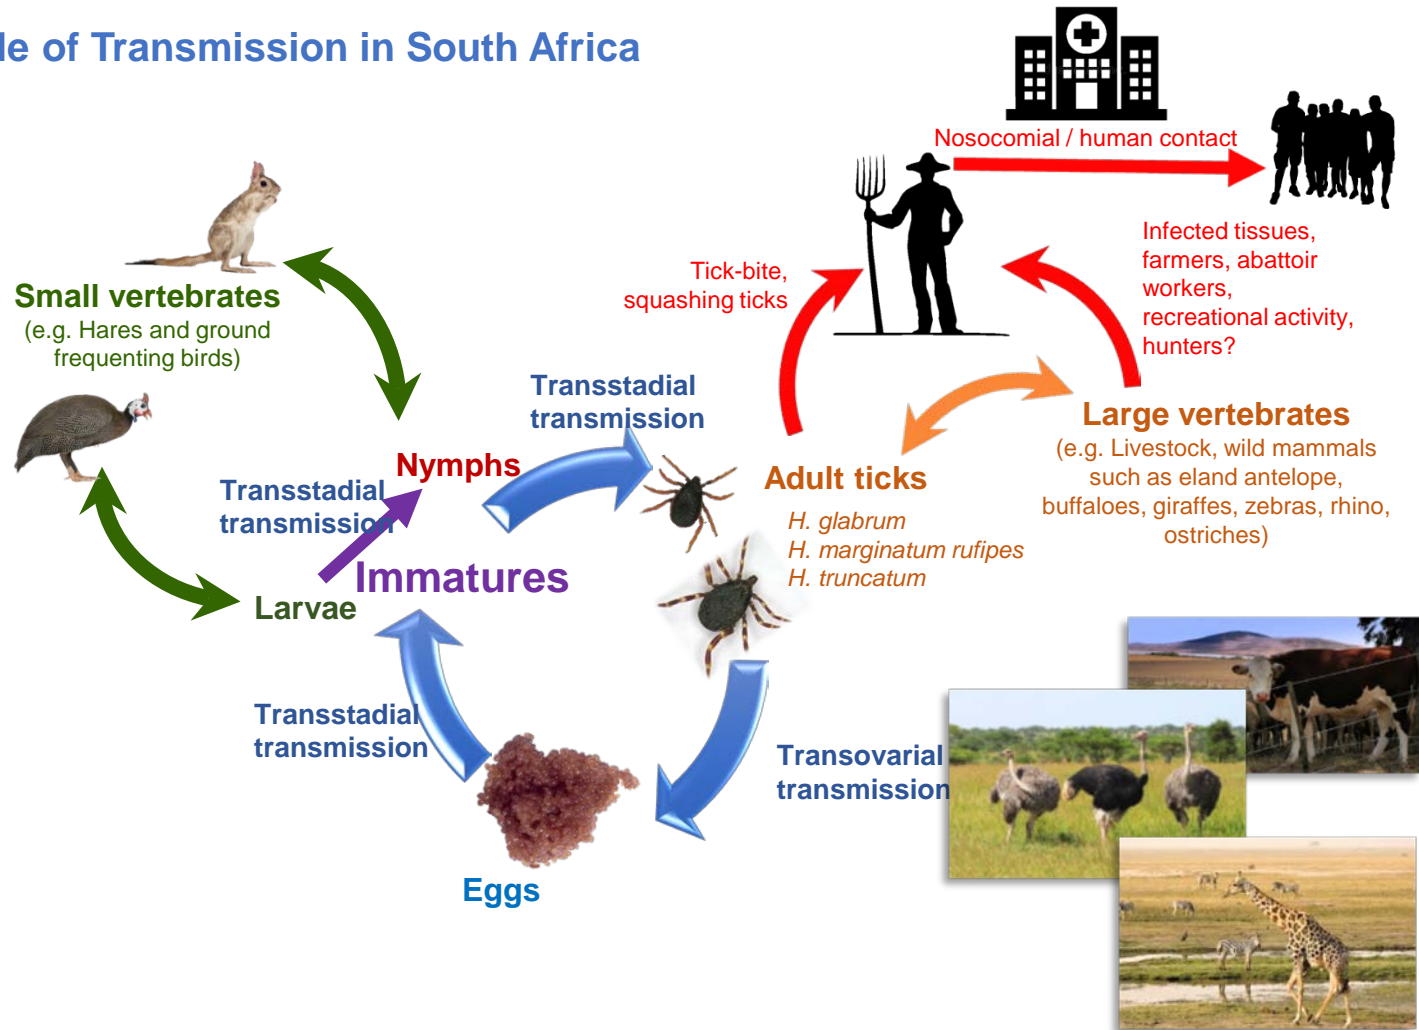 le of Transmission in South Africa
Nosocomial / human contact
Infected tissues,
farmers, abattoir
workers,
recreational activity,
hunters?
Tick-bite,
squashing ticks
Small vertebrates
(e.g. Hares and ground
frequenting birds)
Transstadial
transmission
Large vertebrates
(e.g. Livestock, wild mammals
such as eland antelope,
buffaloes, giraffes, zebras, rhino,
ostriches)
Nymphs
Adult ticks
H. glabrum
H. marginatum rufipes
H. truncatum
Transstadial
transmission
Immatures
Larvae
Transstadial
transmission
Transovarial
transmission
Eggs